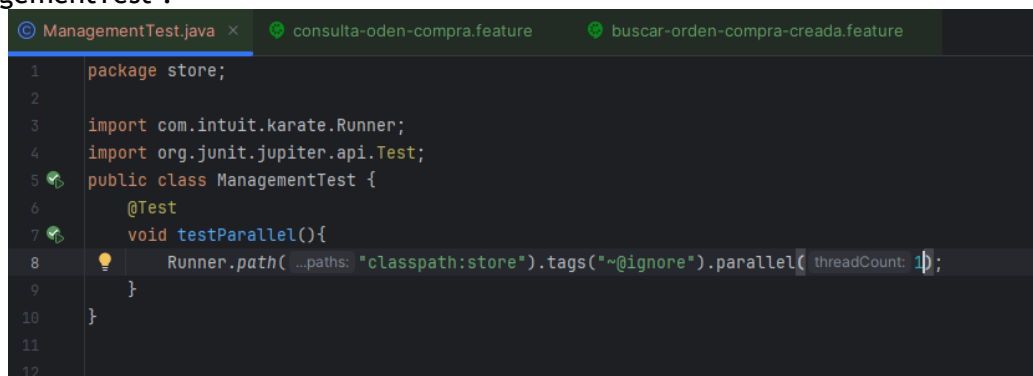 gementTest".
ManagementTest.java × consulta-oden-compra.feature buscar-orden-compra-creada.feature
1 package store;
2
3 import com.intuit.karate.Runner;
4 import org.junit.jupiter.api.Test;
5 public class ManagementTest {
6 @Test
7 void testParallel(){
8 Runner.path( ...paths: "classpath:store").tags("~@ignore").parallel( threadCount: 1);
9 }
10 }
11
12